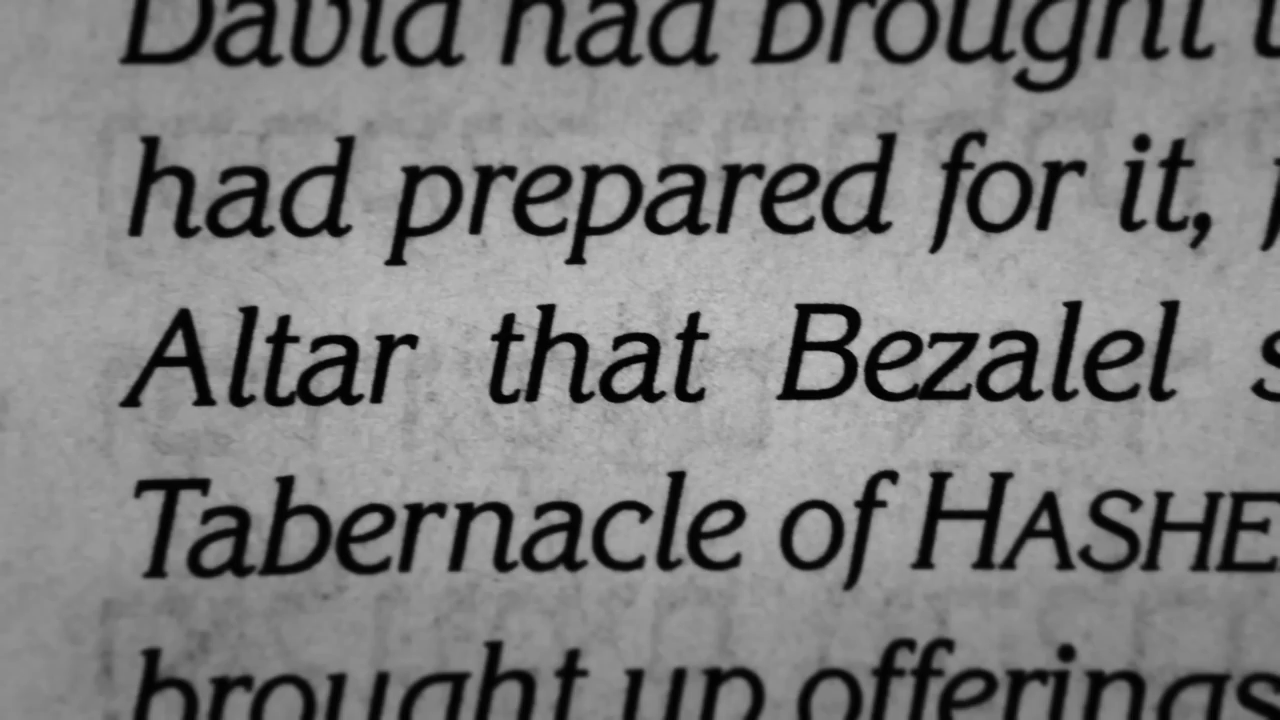 David had brought
had prepared for it,
Altar that Bezalel
Tabernacle of HASHE
brought up offerings